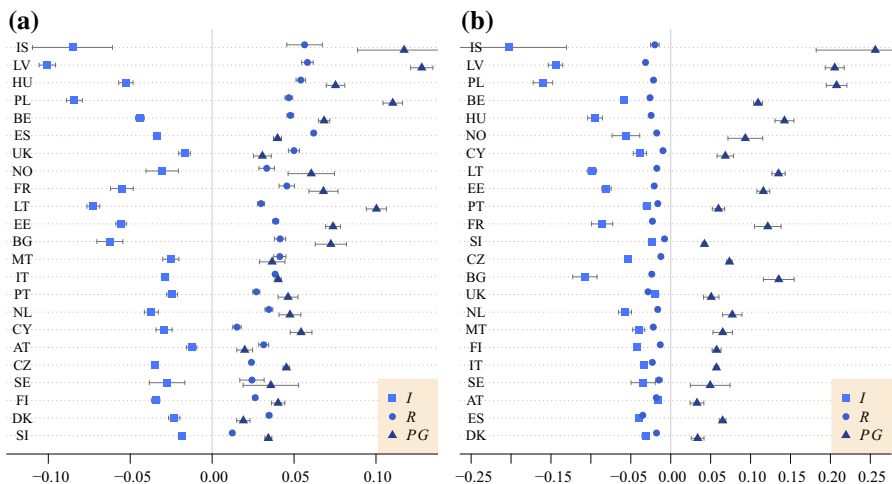 (a)
IS
LV
HU
PL
BE
ES
UK
NO
FR
LT
EE
BG
MT
IT
PT
NL
CY
AT
CZ
SE
FI
DK
SI
I
R
PG
−0.10 −0.05 0.00 0.05 0.10
(b)
IS
LV
PL
BE
HU
NO
CY
LT
EE
PT
FR
SI
CZ
BG
UK
NL
MT
FI
IT
SE
AT
ES
DK
I
R
PG
−0.25 −0.15 −0.05 0.00 0.05 0.10 0.15 0.20 0.25